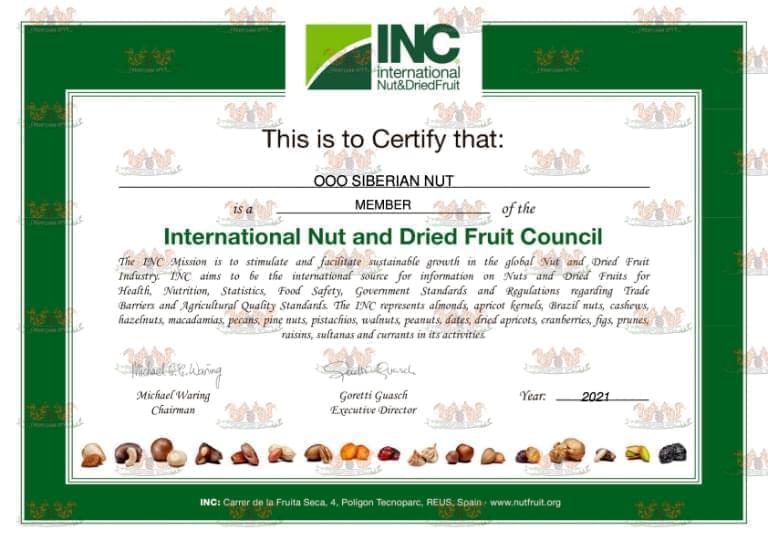 INC
International
Nut&DriedFruit
This is to Certify that:
OOO SIBERIAN NUT
is a MEMBER of the
International Nut and Dried Fruit Council
The INC Mission is to stimulate and facilitate sustainable growth in the global Nut and Dried Fruit
Industry. INC aims to be the international source for information on Nuts and Dried Fruits for
Health, Nutrition, Statistics, Food Safety, Government Standards and Regulations regarding Trade
Barriers and Agricultural Quality Standards. The INC represents almonds, apricot kernels, Brazil nuts, cashews,
hazelnuts, macadamias, pecans, pine nuts, pistachios, walnuts, peanuts, dates, dried apricots, cranberries, figs, prunes,
raisins, sultanas and currants in its activities.
Michael Waring Goretti Guasch Year: 2021
Chairman Executive Director
INC: Carrer de la Fruita Seca, 4, Polígon Tecnoparc, REUS, Spain · www.nutfruit.org